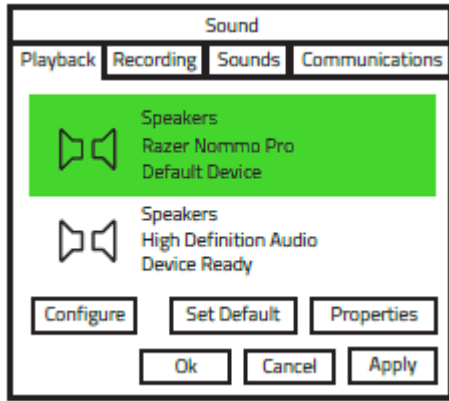 Sound
Playback Recording Sounds Communications
Speakers
Razer Nommo Pro
Default Device
Speakers
High Definition Audio
Device Ready
Configure Set Default Properties
Ok Cancel Apply